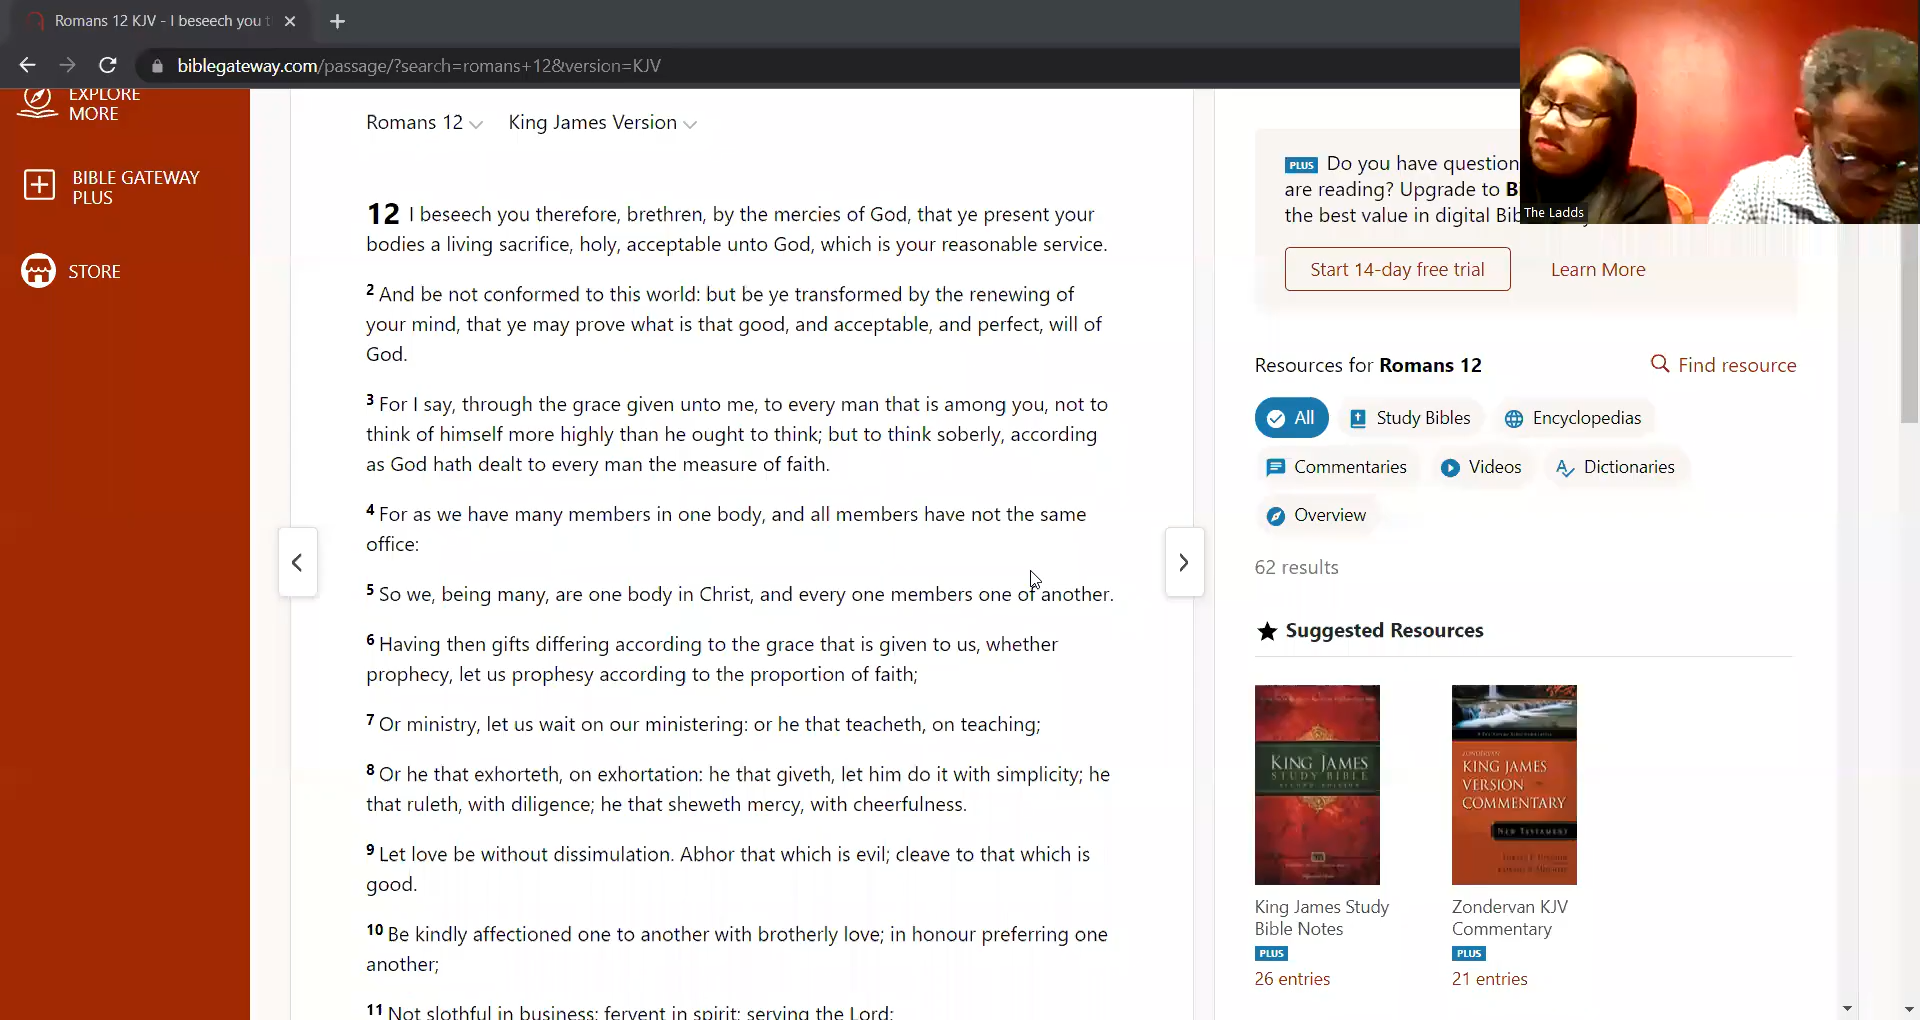 Romans 12 KJV - I beseech you t
biblegateway.com/passage/?search=romans+12&version=KJV
EXPLORE
MORE
BIBLE GATEWAY
PLUS
STORE
Romans 12
King James Version
12 I beseech you therefore, brethren, by the mercies of God, that ye present your
bodies a living sacrifice, holy, acceptable unto God, which is your reasonable service.
2 And be not conformed to this world: but be ye transformed by the renewing of
your mind, that ye may prove what is that good, and acceptable, and perfect, will of
God.
3 For I say, through the grace given unto me, to every man that is among you, not to
think of himself more highly than he ought to think; but to think soberly, according
as God hath dealt to every man the measure of faith.
4 For as we have many members in one body, and all members have not the same
office:
5 So we, being many, are one body in Christ, and every one members one of another.
6 Having then gifts differing according to the grace that is given to us, whether
prophecy, let us prophesy according to the proportion of faith;
7 Or ministry, let us wait on our ministering: or he that teacheth, on teaching;
8 Or he that exhorteth, on exhortation: he that giveth, let him do it with simplicity; he
that ruleth, with diligence; he that sheweth mercy, with cheerfulness.
9 Let love be without dissimulation. Abhor that which is evil; cleave to that which is
good.
10 Be kindly affectioned one to another with brotherly love; in honour preferring one
another;
11 Not slothful in business; fervent in spirit; serving the Lord;
The Ladds
PLUS Do you have question
are reading? Upgrade to B
the best value in digital Bib
Start 14-day free trial
Learn More
Resources for Romans 12
Find resource
All
Study Bibles
Encyclopedias
Commentaries
Videos
Dictionaries
Overview
62 results
Suggested Resources
KING JAMES
STUDY BIBLE
SECOND EDITION
ZONDERVAN
KING JAMES
VERSION
COMMENTARY
NEW TESTAMENT
King James Study
Bible Notes
PLUS
26 entries
Zondervan KJV
Commentary
PLUS
21 entries